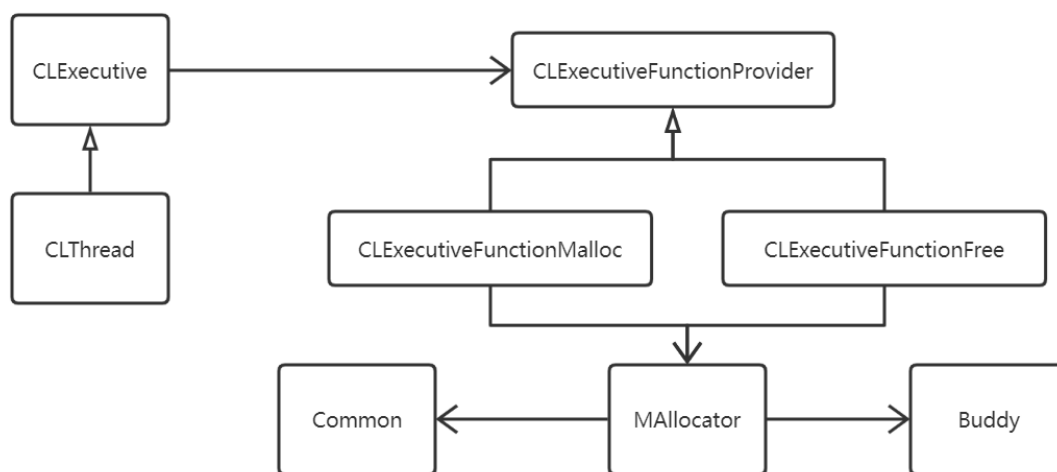 CLExecutive
CLExecutiveFunctionProvider
CLThread
CLExecutiveFunctionMalloc
CLExecutiveFunctionFree
Common
MAllocator
Buddy